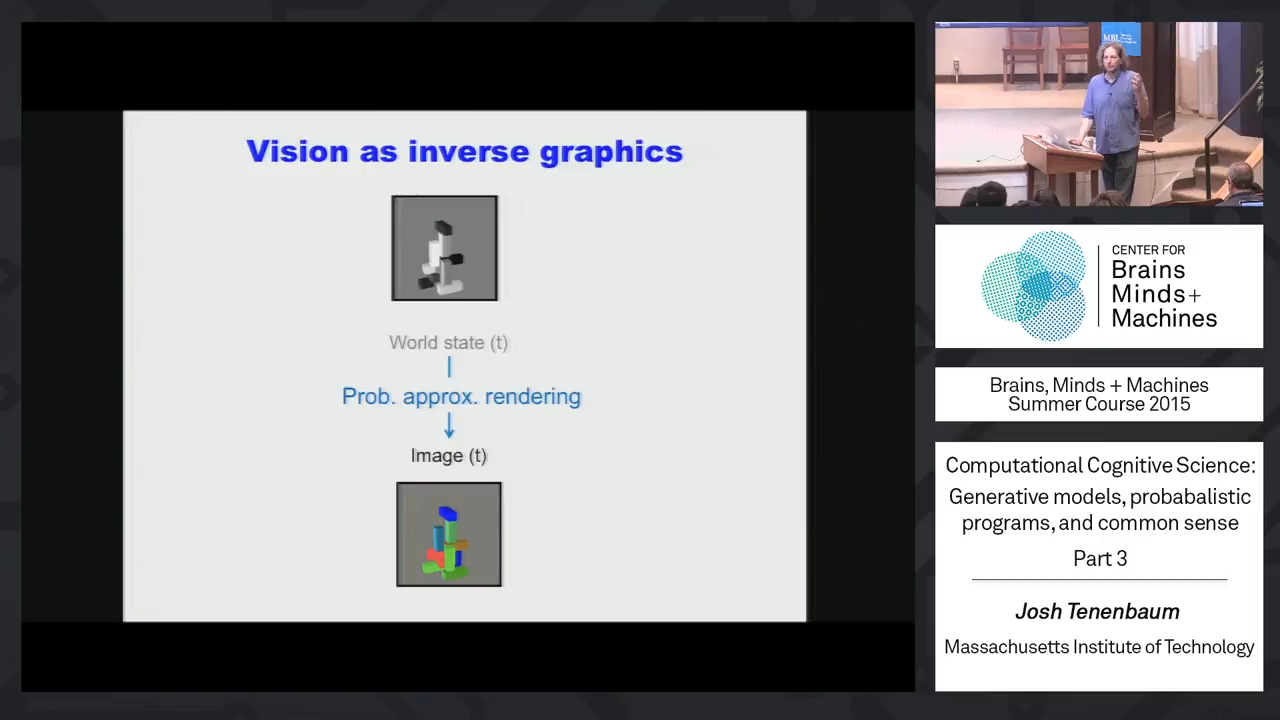 Vision as inverse graphics
World state (t)
Prob. approx. rendering
Image (t)
MBL
CENTER FOR
Brains
Minds+
Machines
Brains, Minds + Machines
Summer Course 2015
Computational Cognitive Science:
Generative models, probabalistic
programs, and common sense
Part 3
Josh Tenenbaum
Massachusetts Institute of Technology